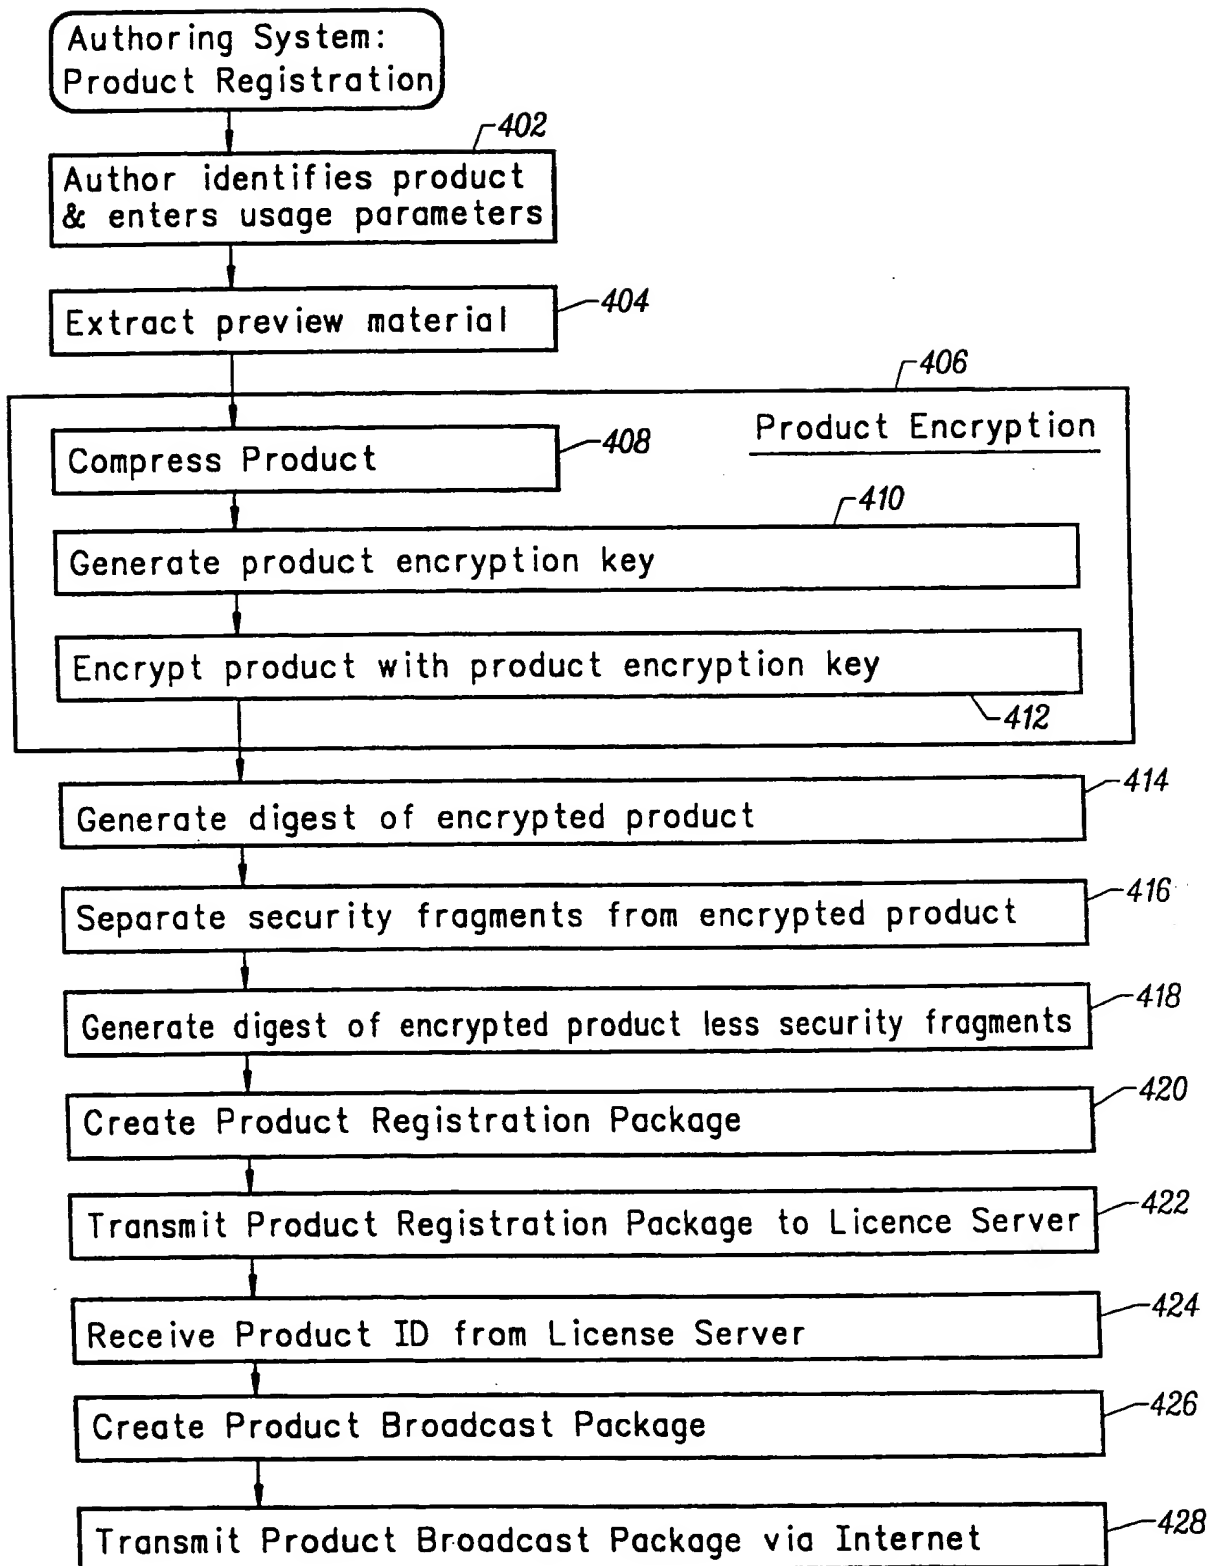 Authoring System:
Product Registration
402
Author identifies product
& enters usage parameters
404
Extract preview material
406
Product Encryption
408
Compress Product
410
Generate product encryption key
Encrypt product with product encryption key
412
414
Generate digest of encrypted product
416
Separate security fragments from encrypted product
418
Generate digest of encrypted product less security fragments
420
Create Product Registration Package
422
Transmit Product Registration Package to Licence Server
424
Receive Product ID from License Server
426
Create Product Broadcast Package
428
Transmit Product Broadcast Package via Internet